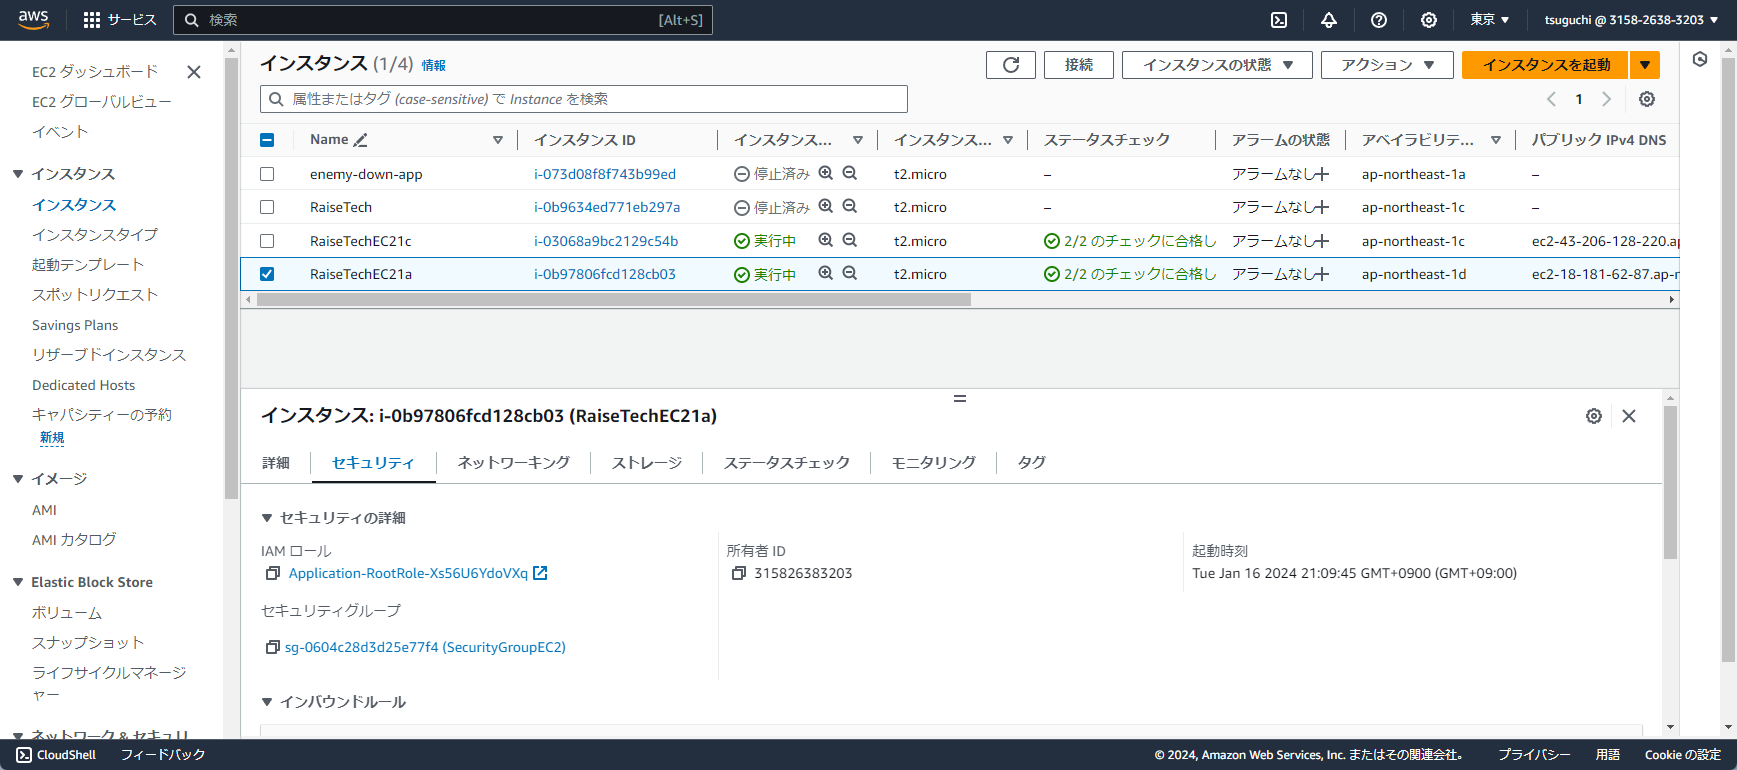 aws サービス 検索 [Alt+S] 東京 ▼ tsuguchi @ 3158-2638-3203 ▼
EC2 ダッシュボード
EC2 グローバルビュー
イベント
▼ インスタンス
インスタンス
インスタンスタイプ
起動テンプレート
スポットリクエスト
Savings Plans
リザーブドインスタンス
Dedicated Hosts
キャパシティーの予約
新規
▼ イメージ
AMI
AMI カタログ
▼ Elastic Block Store
ボリューム
スナップショット
ライフサイクルマネージ
ャー
▼ ネットワーク & セキュリ
インスタンス (1/4) 情報 接続 インスタンスの状態 ▼ アクション ▼ インスタンスを起動 ▼
属性またはタグ (case-sensitive) で Instance を検索 1
Name インスタンス ID インスタンス... インスタンス... ステータスチェック アラームの状態 アベイラビリテ... パブリック IPv4 DNS
enemy-down-app i-073d08f8f743b99ed 停止済み t2.micro – アラームなし ap-northeast-1a –
RaiseTech i-0b9634ed771eb297a 停止済み t2.micro – アラームなし ap-northeast-1c –
RaiseTechEC21c i-03068a9bc2129c54b 実行中 t2.micro 2/2 のチェックに合格し アラームなし ap-northeast-1c ec2-43-206-128-220.ap
RaiseTechEC21a i-0b97806fcd128cb03 実行中 t2.micro 2/2 のチェックに合格し アラームなし ap-northeast-1d ec2-18-181-62-87.ap-n
インスタンス: i-0b97806fcd128cb03 (RaiseTechEC21a)
詳細 セキュリティ ネットワーキング ストレージ ステータスチェック モニタリング タグ
▼ セキュリティの詳細
IAM ロール
Application-RootRole-Xs56U6YdoVXq
所有者 ID
315826383203
起動時刻
Tue Jan 16 2024 21:09:45 GMT+0900 (GMT+09:00)
セキュリティグループ
sg-0604c28d3d25e77f4 (SecurityGroupEC2)
▼ インバウンドルール
CloudShell フィードバック © 2024, Amazon Web Services, Inc. またはその関連会社。 プライバシー 用語 Cookie の設定